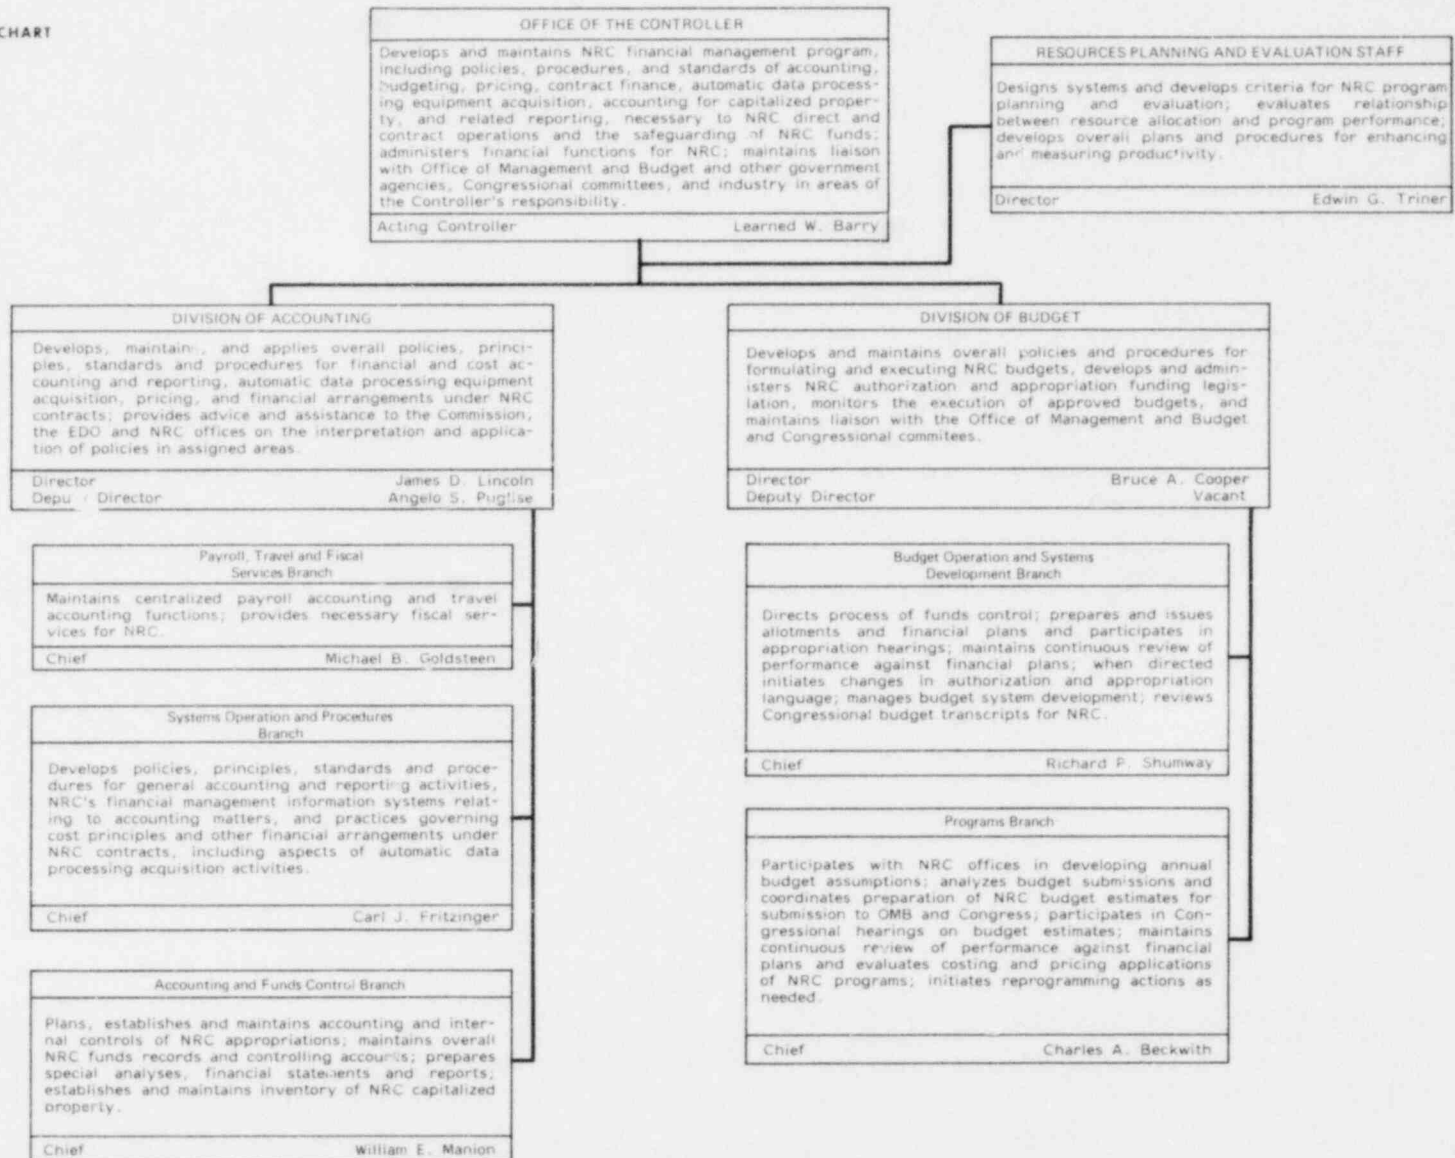 CHART
OFFICE OF THE CONTROLLER
Develops and maintains NRC financial management program,
including policies, procedures, and standards of accounting,
budgeting, pricing, contract finance, automatic data process-
ing equipment acquisition, accounting for capitalized proper-
ty, and related reporting, necessary to NRC direct and
contract operations and the safeguarding of NRC funds;
administers financial functions for NRC; maintains liaison
with Office of Management and Budget and other government
agencies, Congressional committees, and industry in areas of
the Controller's responsibility.
Acting Controller Learned W. Barry
RESOURCES PLANNING AND EVALUATION STAFF
Designs systems and develops criteria for NRC program
planning and evaluation; evaluates relationship
between resource allocation and program performance;
develops overall plans and procedures for enhancing
and measuring productivity.
Director Edwin G. Triner
DIVISION OF ACCOUNTING
Develops, maintains, and applies overall policies, princi-
ples, standards and procedures for financial and cost ac-
counting and reporting, automatic data processing equipment
acquisition, pricing, and financial arrangements under NRC
contracts; provides advice and assistance to the Commission,
the EDO and NRC offices on the interpretation and applica-
tion of policies in assigned areas.
Director James D. Lincoln
Deputy Director Angelo S. Puglise
Payroll, Travel and Fiscal
Services Branch
Maintains centralized payroll accounting and travel
accounting functions; provides necessary fiscal ser-
vices for NRC.
Chief Michael B. Goldsteen
Systems Operation and Procedures
Branch
Develops policies, principles, standards and proce-
dures for general accounting and reporting activities,
NRC's financial management information systems relat-
ing to accounting matters, and practices governing
cost principles and other financial arrangements under
NRC contracts, including aspects of automatic data
processing acquisition activities.
Chief Carl J. Fritzinger
Accounting and Funds Control Branch
Plans, establishes and maintains accounting and inter-
nal controls of NRC appropriations; maintains overall
NRC funds records and controlling accounts; prepares
special analyses, financial statements and reports;
establishes and maintains inventory of NRC capitalized
property.
Chief William E. Manion
DIVISION OF BUDGET
Develops and maintains overall policies and procedures for
formulating and executing NRC budgets, develops and admin-
isters NRC authorization and appropriation funding legis-
lation, monitors the execution of approved budgets, and
maintains liaison with the Office of Management and Budget
and Congressional commitees.
Director Bruce A. Cooper
Deputy Director Vacant
Budget Operation and Systems
Development Branch
Directs process of funds control; prepares and issues
allotments and financial plans and participates in
appropriation hearings; maintains continuous review of
performance against financial plans; when directed
initiates changes in authorization and appropriation
language; manages budget system development; reviews
Congressional budget transcripts for NRC.
Chief Richard P. Shumway
Programs Branch
Participates with NRC offices in developing annual
budget assumptions; analyzes budget submissions and
coordinates preparation of NRC budget estimates for
submission to OMB and Congress; participates in Con-
gressional hearings on budget estimates; maintains
continuous review of performance against financial
plans and evaluates costing and pricing applications
of NRC programs; initiates reprogramming actions as
needed.
Chief Charles A. Beckwith